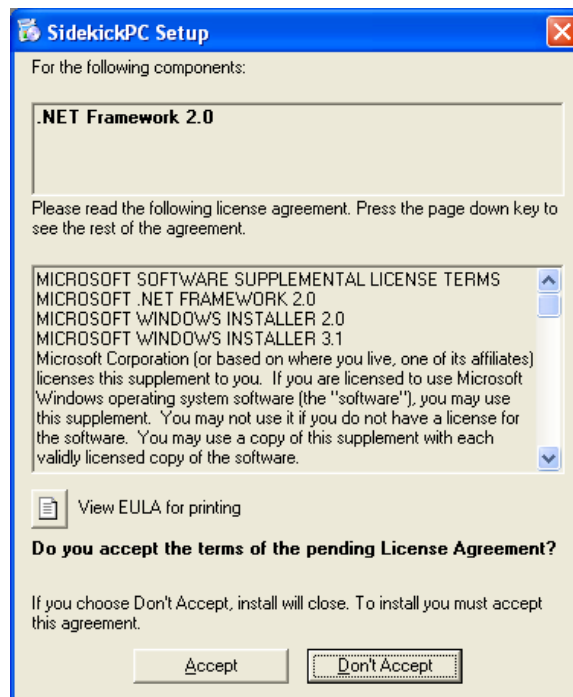 SidekickPC Setup
For the following components:
.NET Framework 2.0
Please read the following license agreement. Press the page down key to
see the rest of the agreement.
MICROSOFT SOFTWARE SUPPLEMENTAL LICENSE TERMS
MICROSOFT .NET FRAMEWORK 2.0
MICROSOFT WINDOWS INSTALLER 2.0
MICROSOFT WINDOWS INSTALLER 3.1
Microsoft Corporation (or based on where you live, one of its affiliates)
licenses this supplement to you.  If you are licensed to use Microsoft
Windows operating system software (the "software"), you may use
this supplement.  You may not use it if you do not have a license for
the software.  You may use a copy of this supplement with each
validly licensed copy of the software.
View EULA for printing
Do you accept the terms of the pending License Agreement?
If you choose Don't Accept, install will close. To install you must accept
this agreement.
Accept
Don't Accept